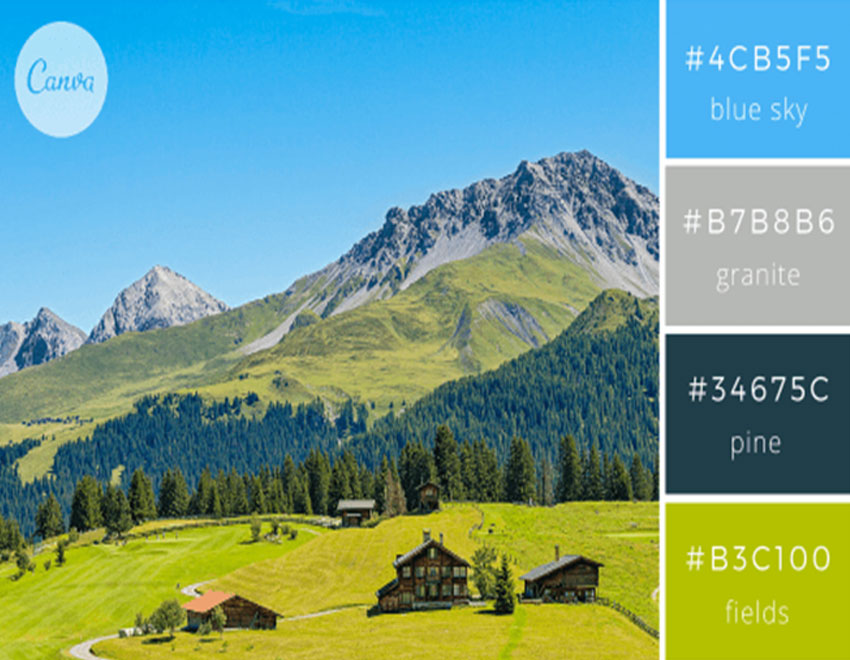 Canva
#4CB5F5
blue sky
#B7B8B6
granite
#34675C
pine
#B3C100
fields